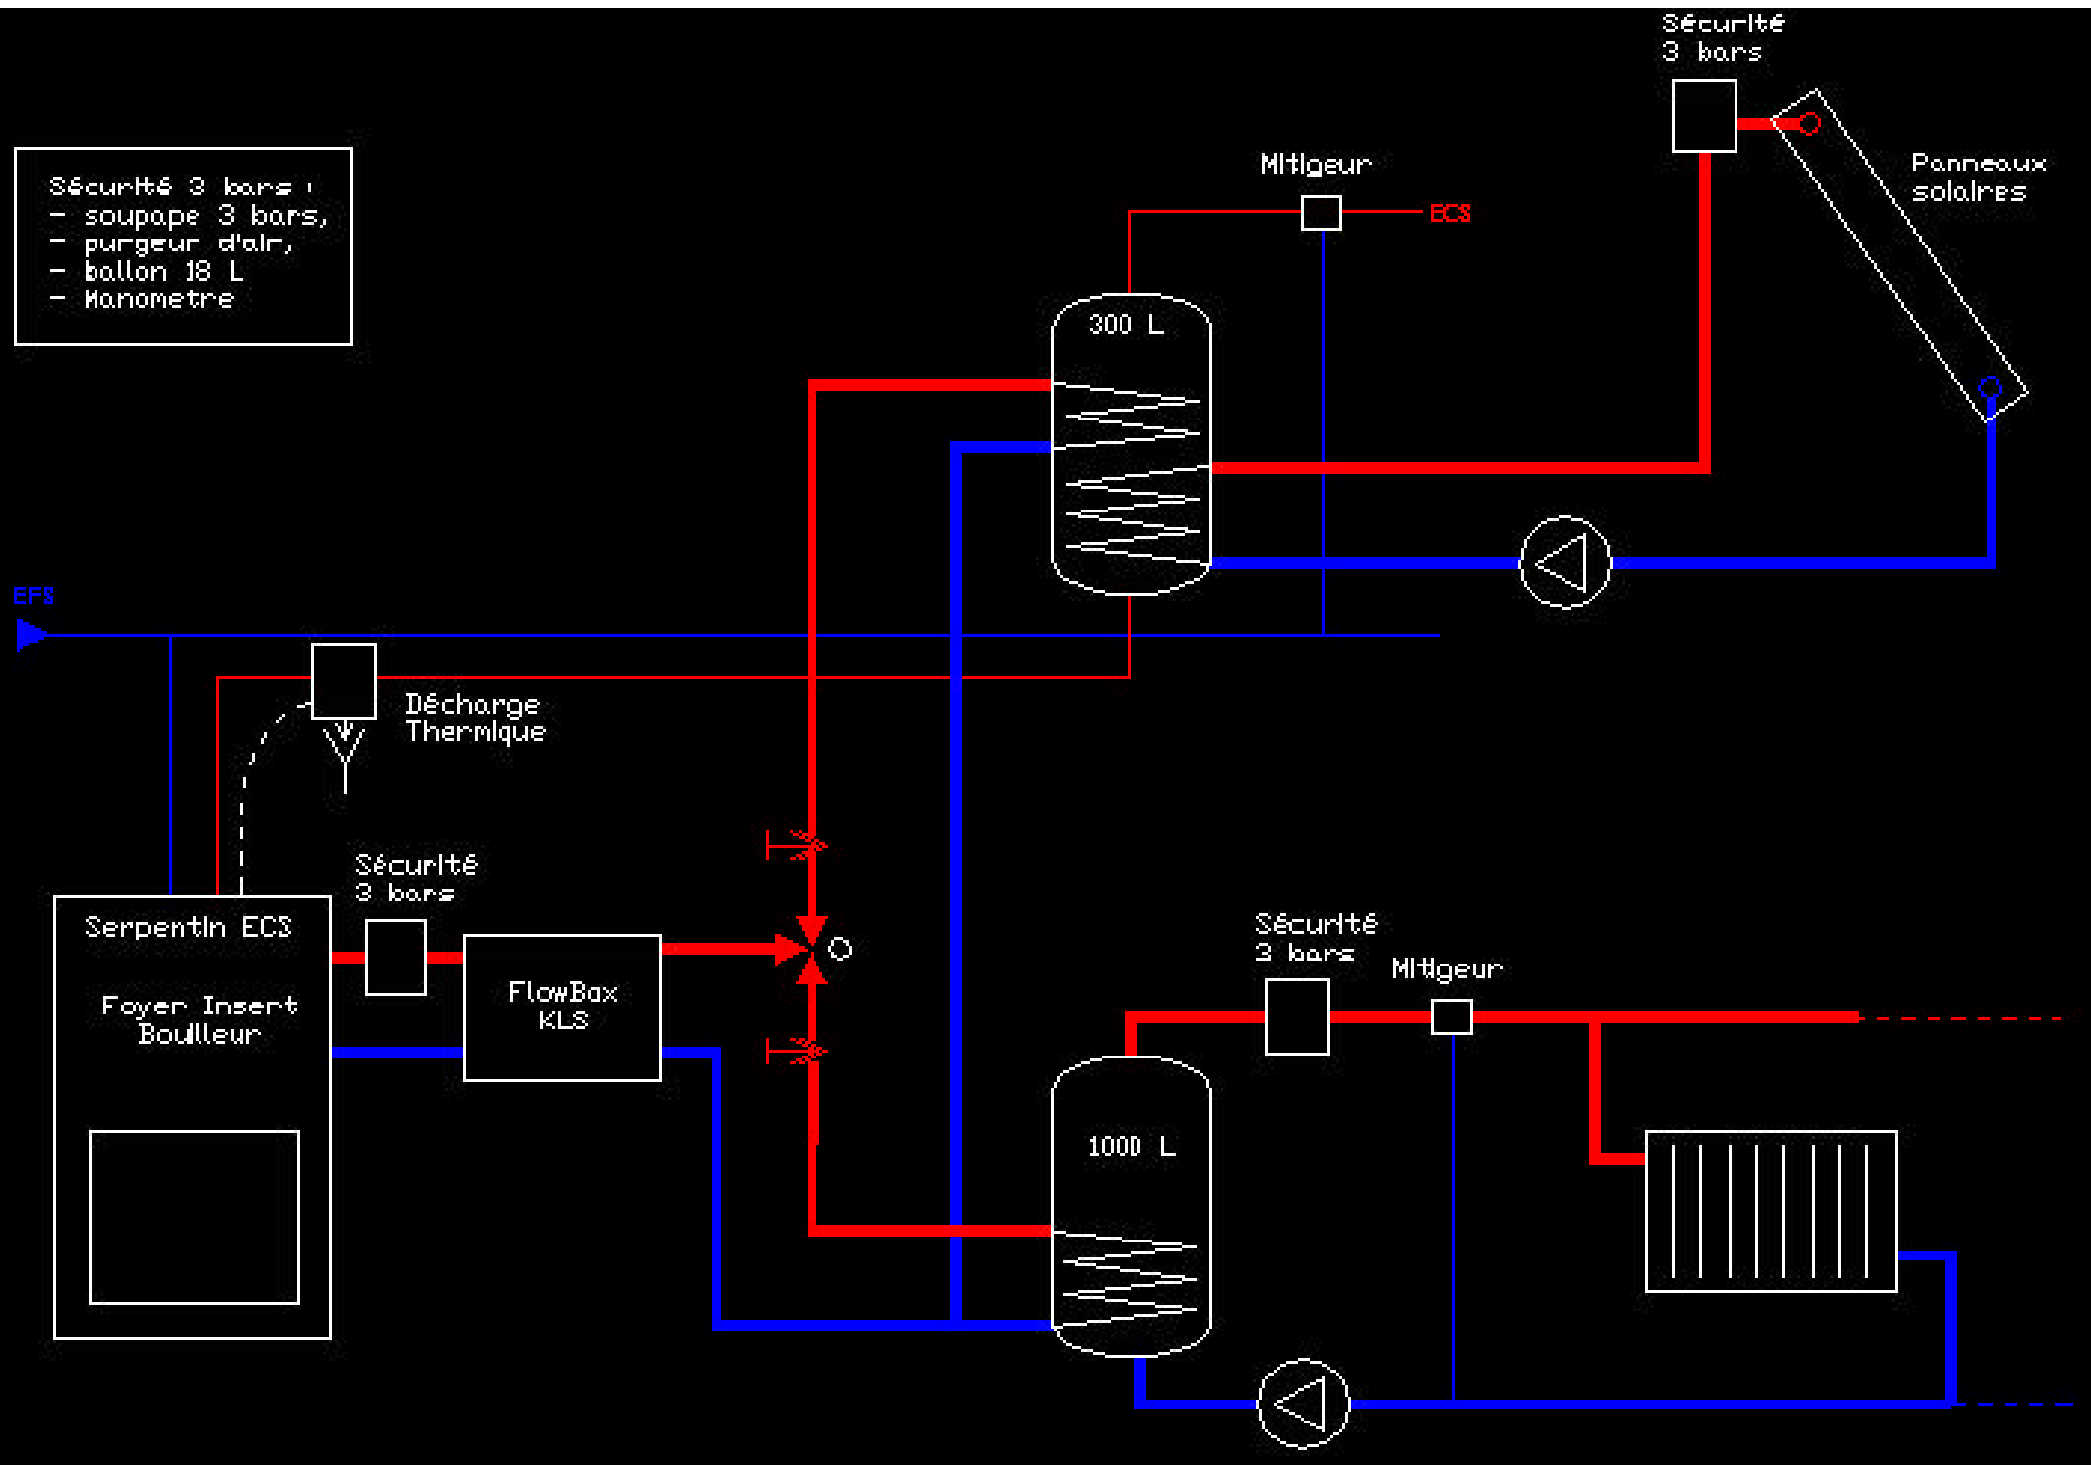 Sécurité
3 bars
Panneaux
solaires
Mitigeur
ECS
Sécurité 3 bars :
- soupape 3 bars,
- purgeur d'air,
- ballon 18 L
- Manometre
300 L
EFS
Décharge
Thermique
Sécurité
3 bars
Serpentin ECS
Foyer Insert
Bouilleur
FlowBox
KLS
Sécurité
3 bars
Mitigeur
1000 L